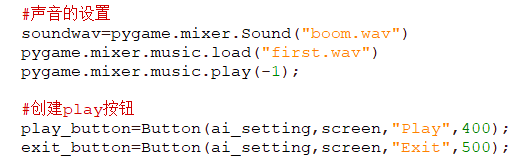 #声音的设置
soundwav=pygame.mixer.Sound("boom.wav")
pygame.mixer.music.load("first.wav")
pygame.mixer.music.play(-1);
#创建play按钮
play_button=Button(ai_setting,screen,"Play",400);
exit_button=Button(ai_setting,screen,"Exit",500);